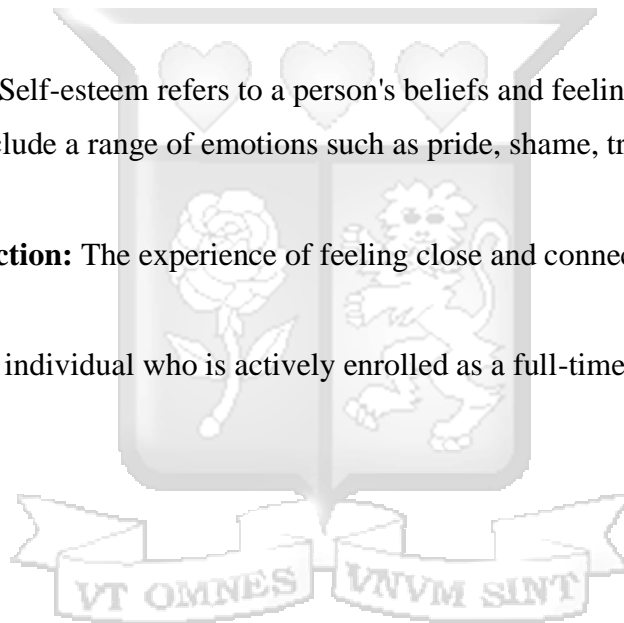 Self-esteem refers to a person's beliefs and feelin
clude a range of emotions such as pride, shame, tr
ction: The experience of feeling close and connec
individual who is actively enrolled as a full-time
VT OMNES VNVM SINT